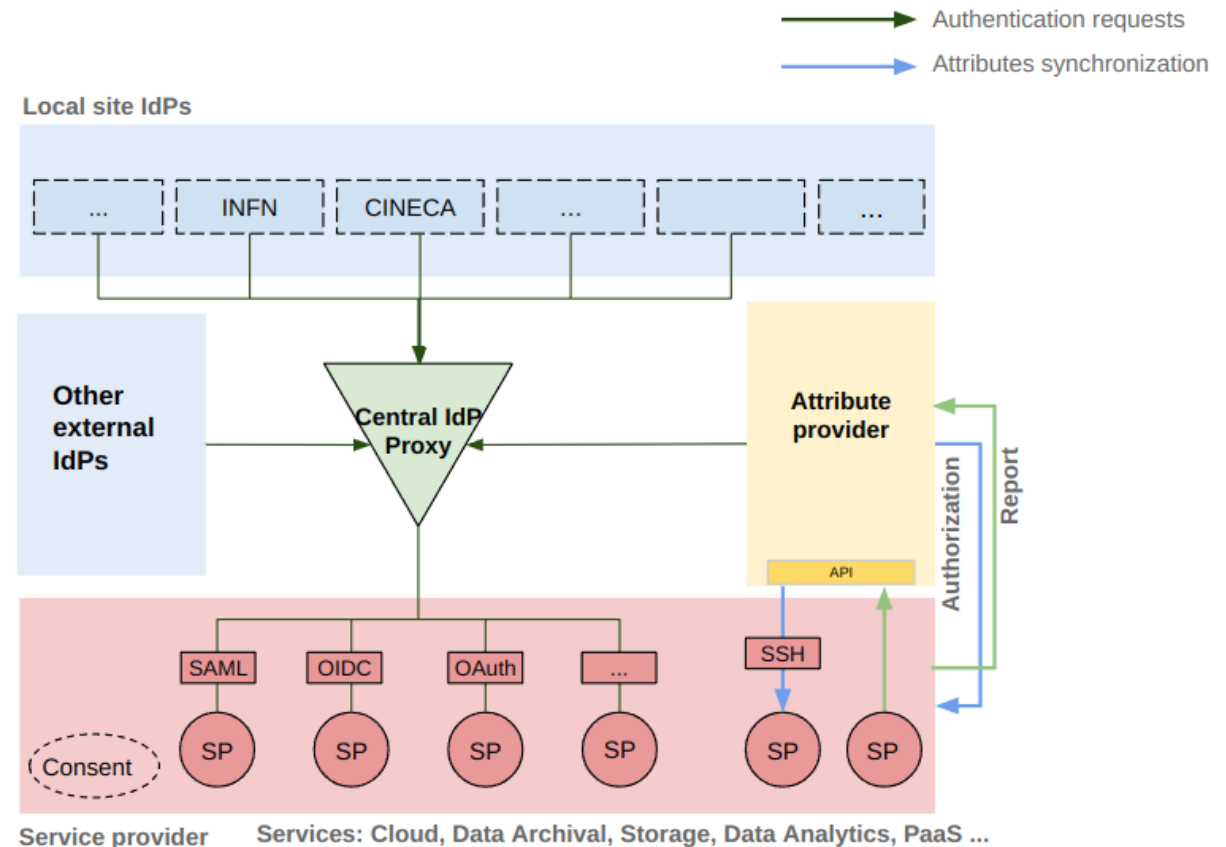 Authentication requests
Attributes synchronization
Local site IdPs
...
INFN
CINECA
...
...
Other
external
IdPs
Central IdP
Proxy
Attribute
provider
Authorization
Report
API
SAML
OIDC
OAuth
...
SSH
SP
SP
SP
SP
SP
SP
Consent
Service provider
Services: Cloud, Data Archival, Storage, Data Analytics, PaaS ...